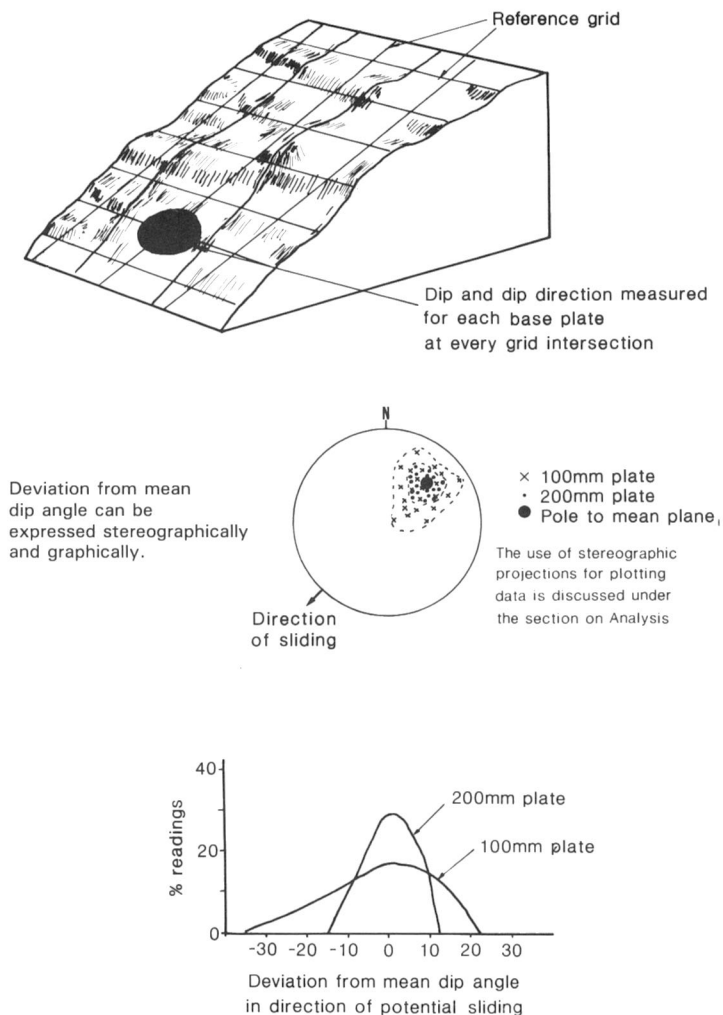 Reference grid
Dip and dip direction measured
for each base plate
at every grid intersection
N
Deviation from mean
dip angle can be
expressed stereographically
and graphically.
× 100mm plate
· 200mm plate
● Pole to mean plane
The use of stereographic
projections for plotting
data is discussed under
the section on Analysis
Direction
of sliding
40
20
0
% readings
200mm plate
100mm plate
-30 -20 -10 0 10 20 30
Deviation from mean dip angle
in direction of potential sliding